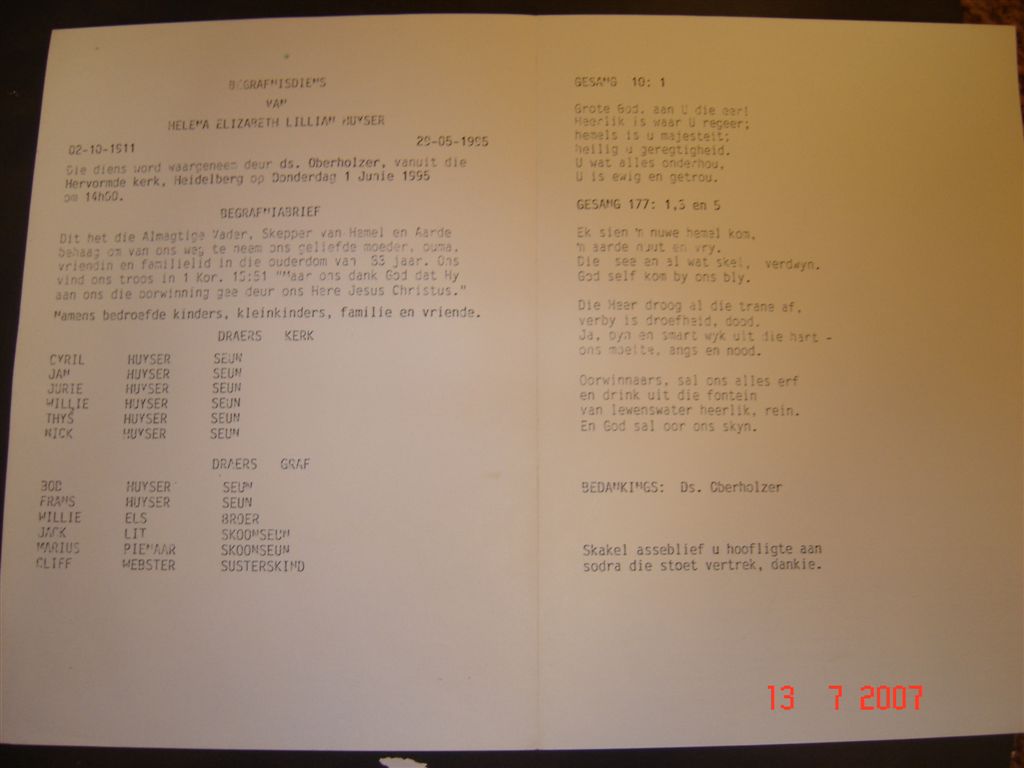 BEGRAFNISDIENS
VAN
HELENA ELIZABETH LILLIAN HUYSER
02-10-1911 29-05-1995
Die diens word waargeneem deur ds. Oberholzer, vanuit die
Hervormde kerk, Heidelberg op Donderdag 1 Junie 1995
om 14h00.
BEGRAFNIABRIEF
Dit het die Almagtige Vader, Skepper van Hemel en Aarde
behaag om van ons weg te neem ons geliefde moeder, ouma,
vriendin en familielid in die ouderdom van 83 jaar. Ons
vind ons troos in 1 Kor. 15:51 "Maar ons dank God dat Hy
aan ons die oorwinning gee deur ons Here Jesus Christus."
Namens bedroefde kinders, kleinkinders, familie en vriende.
DRAERS KERK
CYRIL HUYSER SEUN
JAN HUYSER SEUN
JURIE HUYSER SEUN
WILLIE HUYSER SEUN
THYS HUYSER SEUN
NICK HUYSER SEUN
DRAERS GRAF
BOB HUYSER SEUN
FRANS HUYSER SEUN
WILLIE ELS BROER
JACK LIT SKOONSEUN
MARIUS PIENAAR SKOONSEUN
CLIFF WEBSTER SUSTERSKIND
GESANG 10: 1
Grote God, aan U die eer!
Heerlik is waar U regeer;
hemels is u majesteit;
heilig u geregtigheid.
U wat alles onderhou,
U is ewig en getrou.
GESANG 177: 1,3 en 5
Ek sien 'n nuwe hemel kom,
'n aarde nuut en vry.
Die see en al wat skei, verdwyn.
God self kom by ons bly.
Die Heer droog al die trane af,
verby is droefheid, dood.
Ja, pyn en smart wyk uit die hart -
ons moeite, angs en nood.
Oorwinnaars, sal ons alles erf
en drink uit die fontein
van lewenswater heerlik, rein.
En God sal oor ons skyn.
BEDANKINGS: Ds. Oberholzer
Skakel asseblief u hoofligte aan
sodra die stoet vertrek, dankie.
13 7 2007